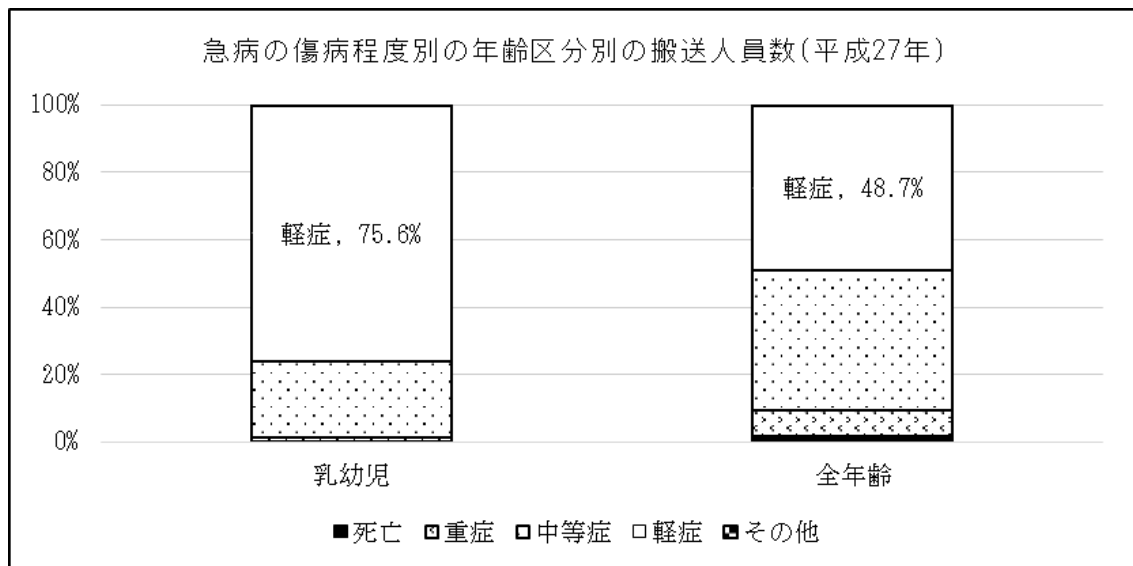 急病の傷病程度別の年齢区分別の搬送人員数(平成27年)
100%
80%
60%
40%
20%
0%
軽症, 75.6%
軽症, 48.7%
乳幼児
全年齢
■死亡 重症 中等症 □軽症 その他